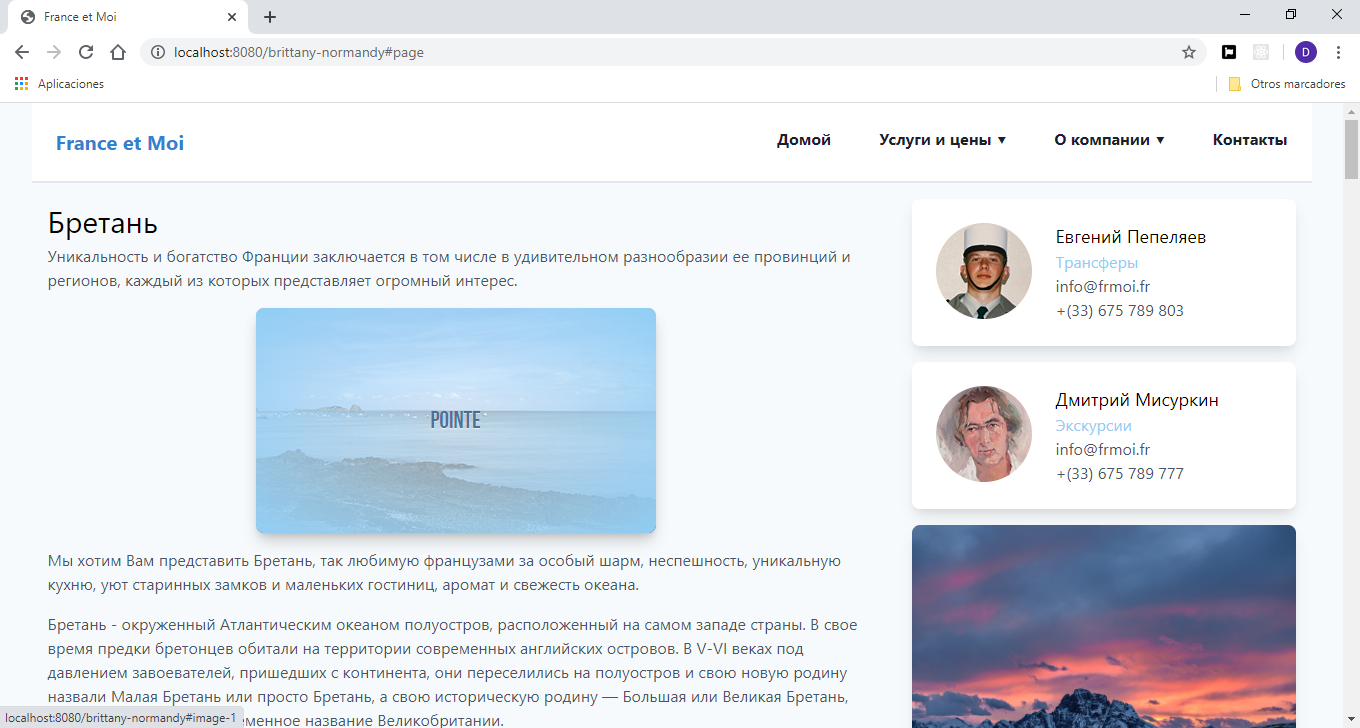 France et Moi
localhost:8080/brittany-normandy#page
D
Aplicaciones
Otros marcadores
France et Moi
Домой
Услуги и цены ▼
О компании ▼
Контакты
Бретань
Уникальность и богатство Франции заключается в том числе в удивительном разнообразии ее провинций и
регионов, каждый из которых представляет огромный интерес.
POINTE
Мы хотим Вам представить Бретань, так любимую французами за особый шарм, неспешность, уникальную
кухню, уют старинных замков и маленьких гостиниц, аромат и свежесть океана.
Бретань - окруженный Атлантическим океаном полуостров, расположенный на самом западе страны. В свое
время предки бретонцев обитали на территории современных английских островов. В V-VI веках под
давлением завоевателей, пришедших с континента, они переселились на полуостров и свою новую родину
назвали Малая Бретань или просто Бретань, а свою историческую родину — Большая или Великая Бретань,
еменное название Великобритании.
Евгений Пепеляев
Трансферы
info@frmoi.fr
+(33) 675 789 803
Дмитрий Мисуркин
Экскурсии
info@frmoi.fr
+(33) 675 789 777
localhost:8080/brittany-normandy#image-1